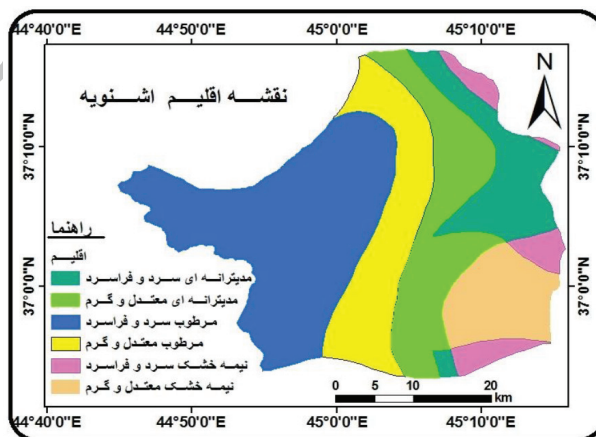 44°40'0"E 44°50'0"E 45°0'0"E 45°10'0"E
N
نقشه اقلیم اشنویه
37°10'0"N
37°10'0"N
راهنما
اقلیم
37°0'0"N
37°0'0"N
مدیترانه ای سرد و فراسرد
مدیترانه ای معتدل و گرم
مرطوب سرد و فراسرد
مرطوب معتدل و گرم
نیمه خشک سرد و فراسرد
نیمه خشک معتدل و گرم
0 5 10 20
km
44°40'0"E 44°50'0"E 45°0'0"E 45°10'0"E